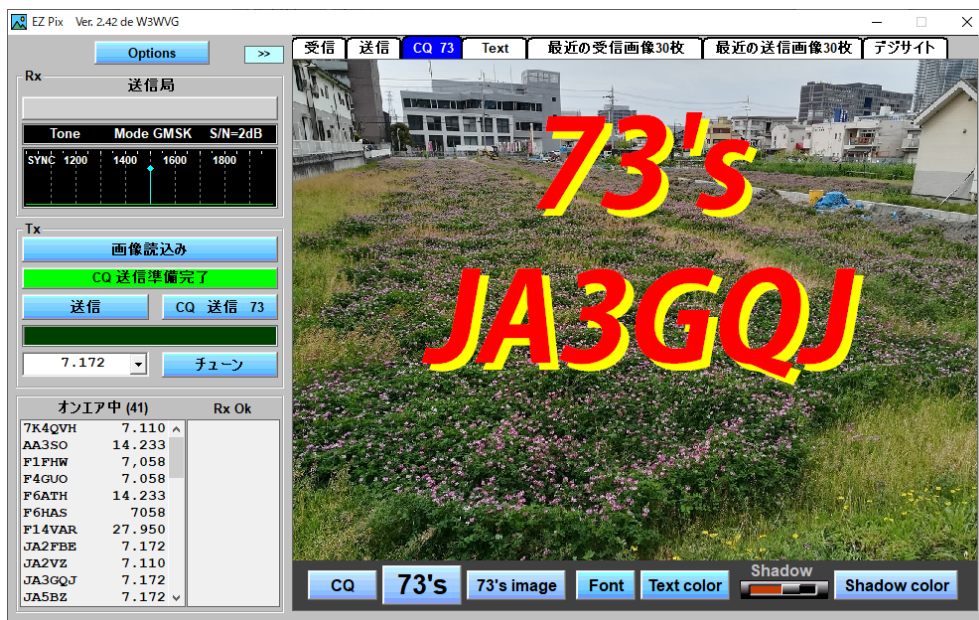 EZ Pix Ver. 2.42 de W3WVG
Options
>>
受信
送信
CQ 73
Text
最近の受信画像30枚
最近の送信画像30枚
デジサイト
Rx
送信局
Tone Mode GMSK S/N=2dB
SYNC 1200 1400 1600 1800
Tx
画像読込み
CQ 送信準備完了
送信
CQ 送信 73
7.172
チューン
オンエア中 (41)
Rx Ok
7K4QVH 7.110
AA3SO 14.233
F1FHW 7,058
F4GUO 7.058
F6ATH 14.233
F6HAS 7058
F14VAR 27.950
JA2FBE 7.172
JA2VZ 7.110
JA3GQJ 7.172
JA5BZ 7.172
73's
JA3GQJ
CQ
73's
73's image
Font
Text color
Shadow
Shadow color